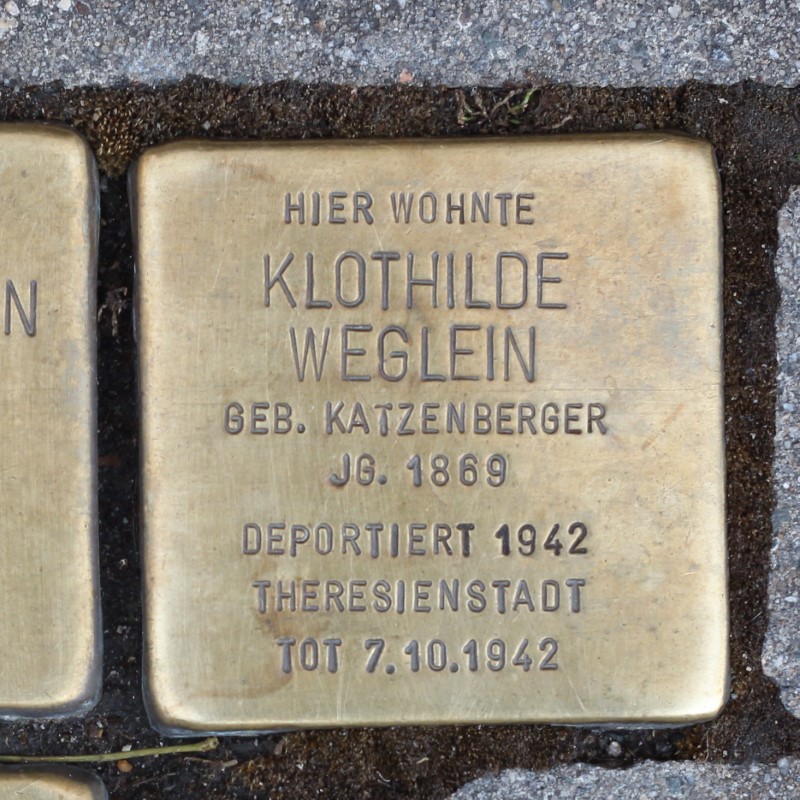 HIER WOHNTE
KLOTHILDE
WEGLEIN
GEB. KATZENBERGER
JG. 1869
DEPORTIERT 1942
THERESIENSTADT
TOT 7.10.1942
N